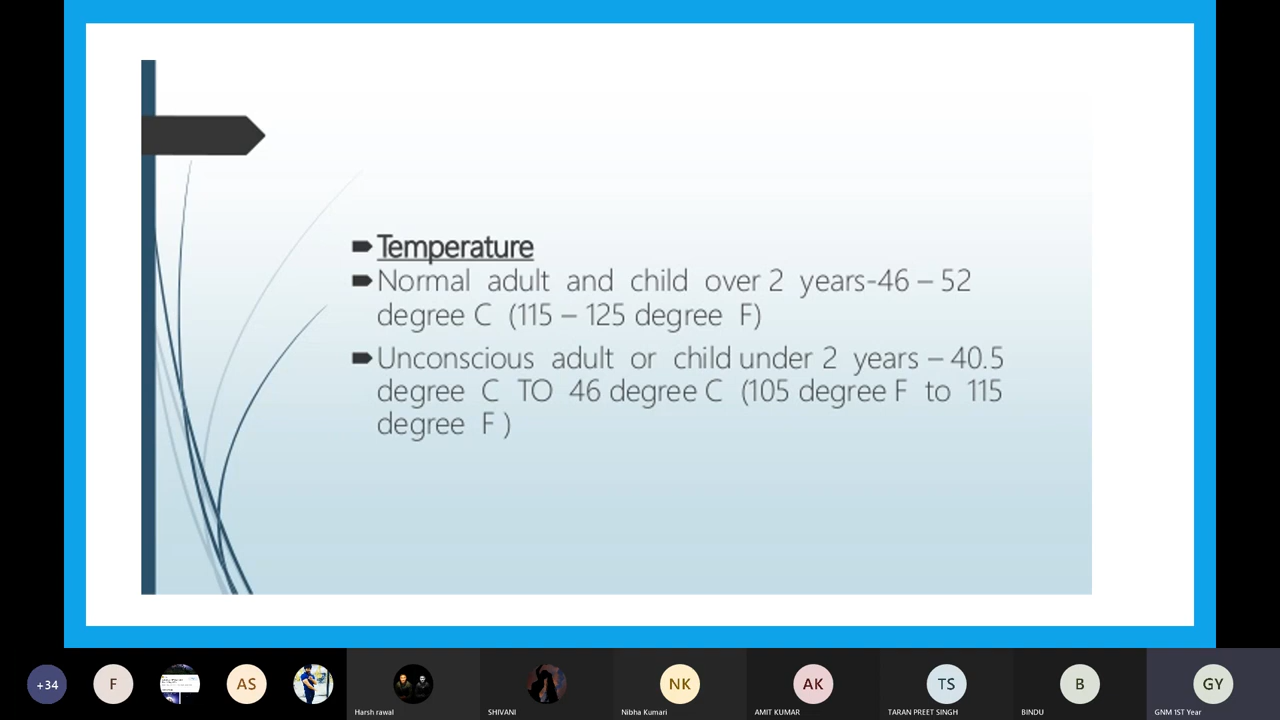 Temperature
Normal adult and child over 2 years-46 – 52
degree C (115 – 125 degree F)
Unconscious adult or child under 2 years – 40.5
degree C TO 46 degree C (105 degree F to 115
degree F )
+34
F
AS
NK
AK
TS
B
GY
Harsh rawal
SHIVANI
Nibha Kumari
AMIT KUMAR
TARAN PREET SINGH
BINDU
GNM 1ST Year